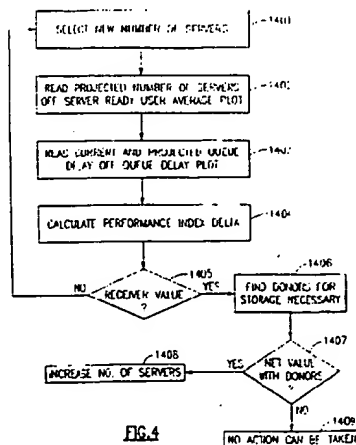 SELECT NEW NUMBER OF SERVERS
1401
READ PROJECTED NUMBER OF SERVERS
OFF SERVER READY USER AVERAGE PLOT
1402
READ CURRENT AND PROJECTED QUEUE
DELAY OFF QUEUE DELAY PLOT
1403
CALCULATE PERFORMANCE INDEX DELTA
1404
RECEIVER VALUE
?
1405
NO
YES
FIND DONORS FOR
STORAGE NECESSARY
1406
NET VALUE
WITH DONORS
?
1407
YES
NO
INCREASE NO. OF SERVERS
1408
NO ACTION CAN BE TAKEN
1409
FIG.4